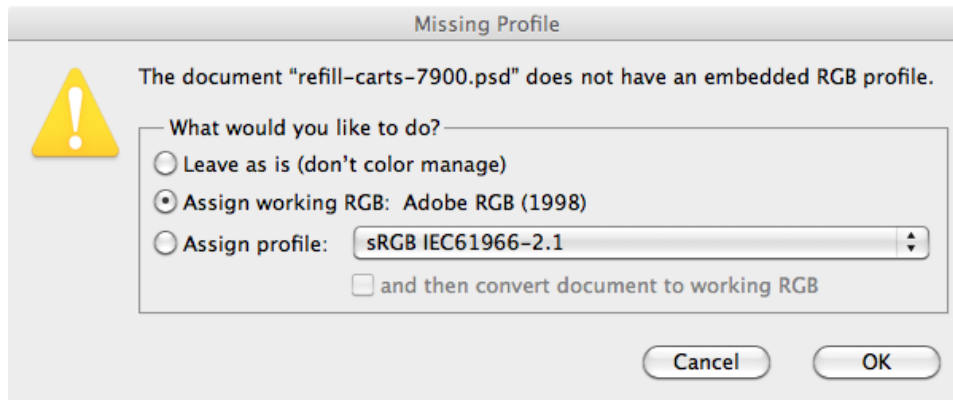 Missing Profile
The document “refill-carts-7900.psd” does not have an embedded RGB profile.
What would you like to do?
Leave as is (don’t color manage)
Assign working RGB:  Adobe RGB (1998)
Assign profile: sRGB IEC61966-2.1
and then convert document to working RGB
Cancel OK